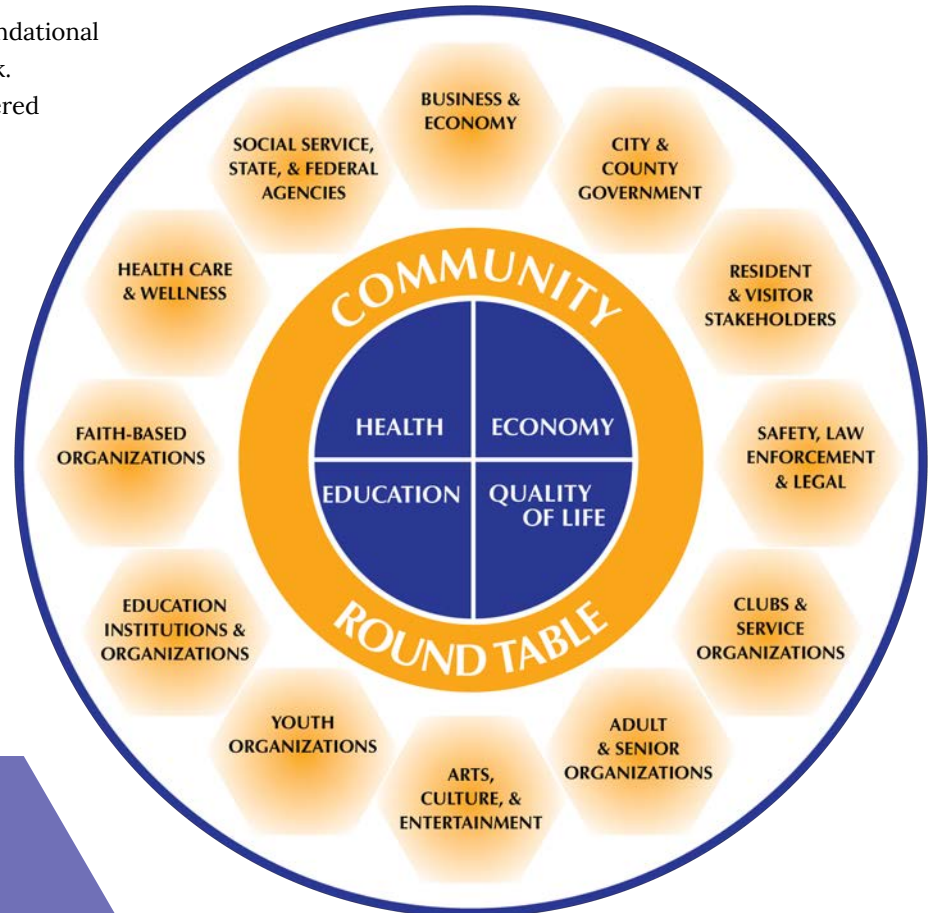 ndational
k.
ered
BUSINESS &
ECONOMY
CITY &
COUNTY
GOVERNMENT
RESIDENT
& VISITOR
STAKEHOLDERS
SAFETY, LAW
ENFORCEMENT
& LEGAL
CLUBS &
SERVICE
ORGANIZATIONS
ADULT
& SENIOR
ORGANIZATIONS
ARTS,
CULTURE, &
ENTERTAINMENT
YOUTH
ORGANIZATIONS
EDUCATION
INSTITUTIONS &
ORGANIZATIONS
FAITH-BASED
ORGANIZATIONS
HEALTH CARE
& WELLNESS
SOCIAL SERVICE,
STATE, & FEDERAL
AGENCIES
COMMUNITY
ROUND TABLE
HEALTH
ECONOMY
EDUCATION
QUALITY
OF LIFE